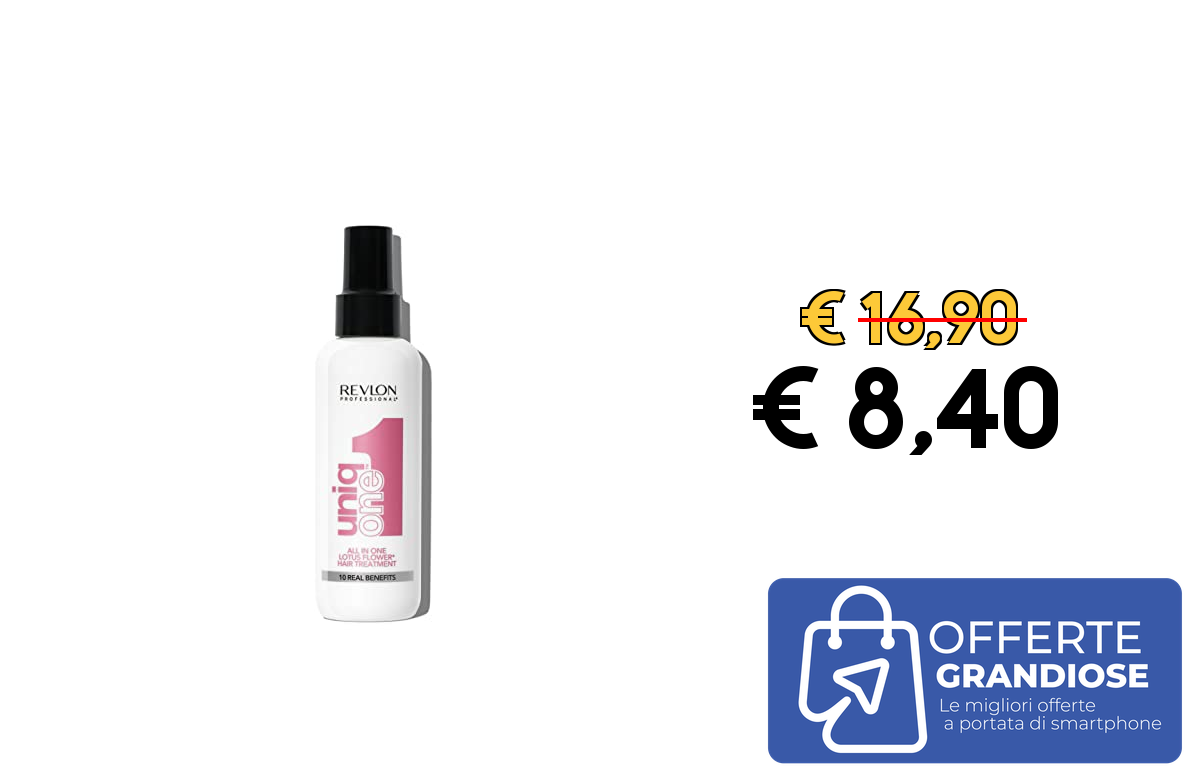 REVLON
PROFESSIONAL
uniq
one
1
ALL IN ONE
LOTUS FLOWER®
HAIR TREATMENT
10 REAL BENEFITS
€ 16,90
€ 8,40
OFFERTE
GRANDIOSE
Le migliori offerte
a portata di smartphone